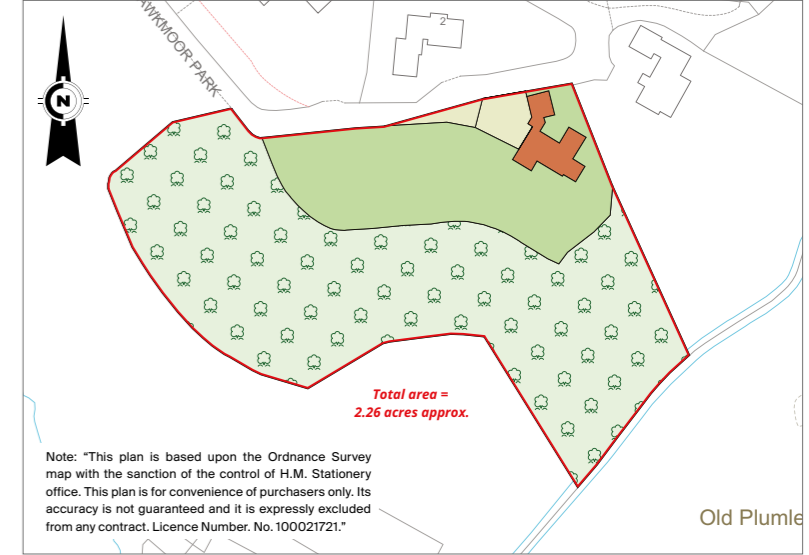 AWKMOOR PARK
2
N
Total area =
2.26 acres approx.
Note: “This plan is based upon the Ordnance Survey
map with the sanction of the control of H.M. Stationery
office. This plan is for convenience of purchasers only. Its
accuracy is not guaranteed and it is expressly excluded
from any contract. Licence Number. No. 100021721.”
Old Plumle